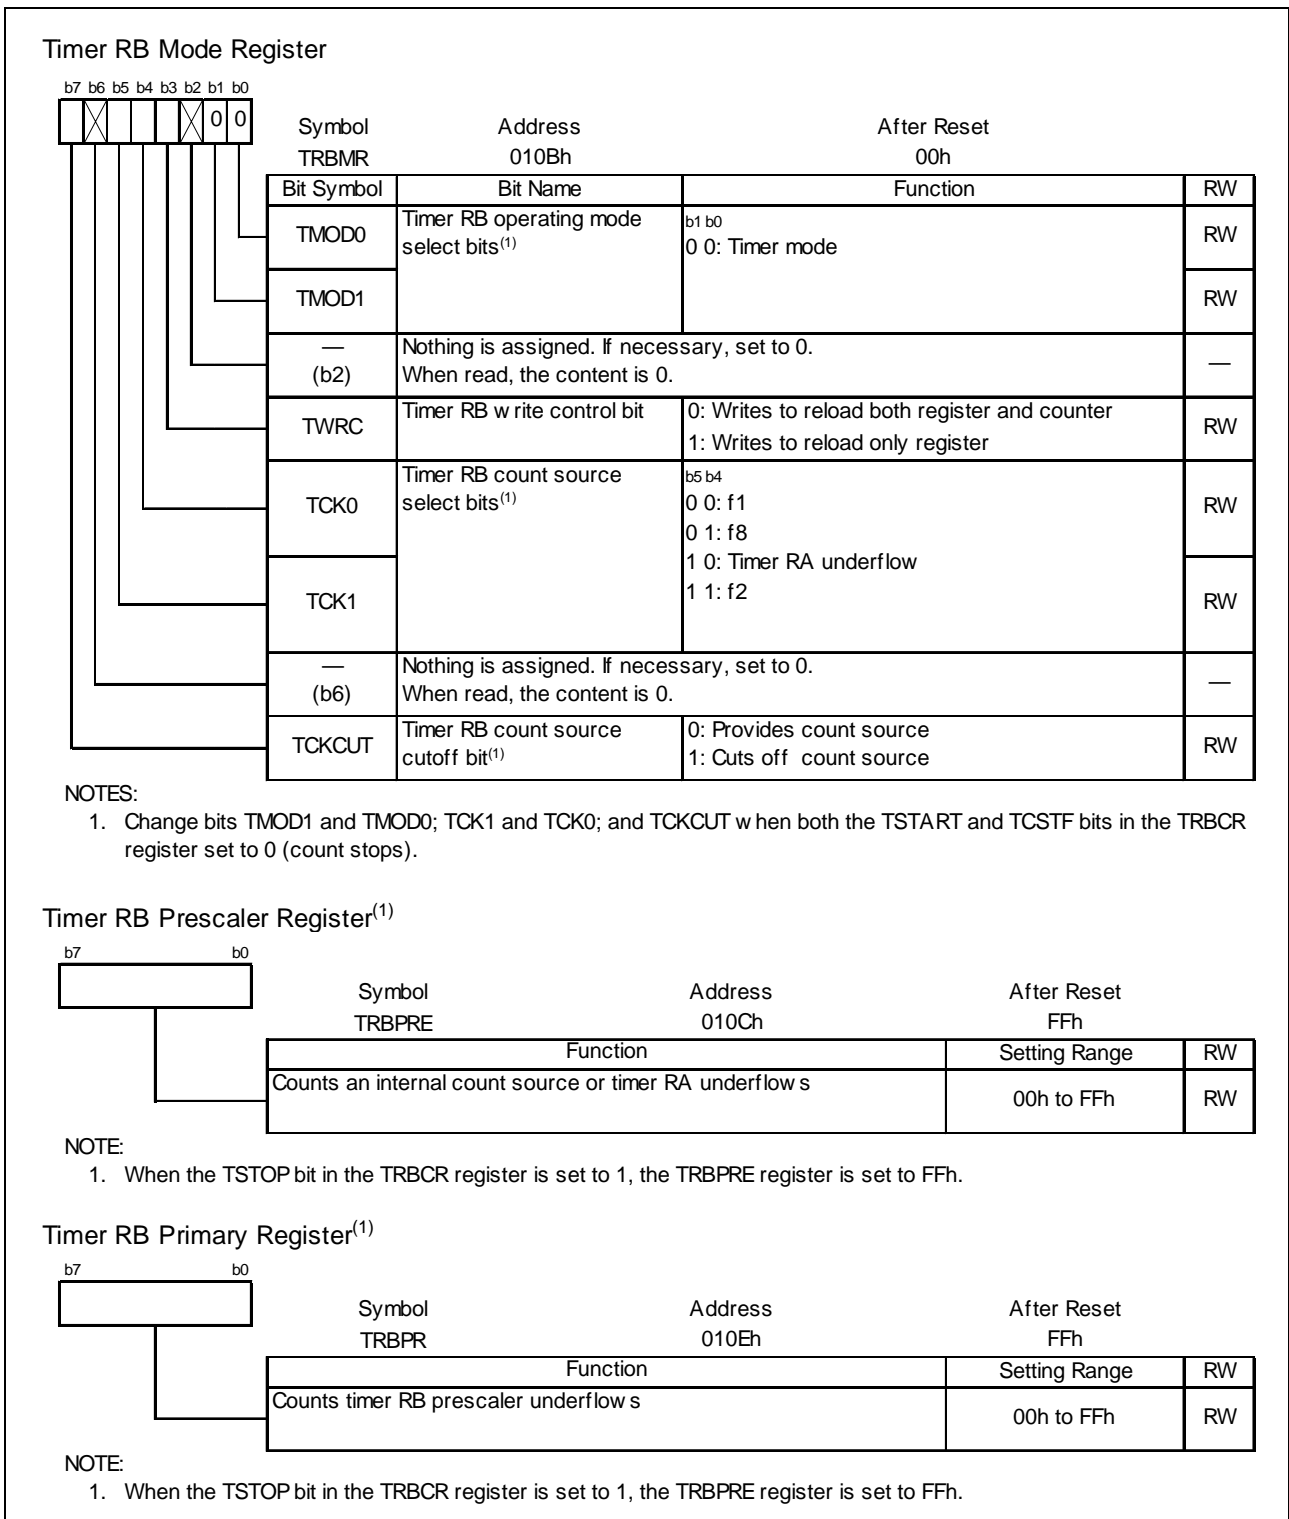 Timer RB Mode Register
b7 b6 b5 b4 b3 b2 b1 b0
0 0
Symbol Address After Reset
TRBMR 010Bh 00h
Bit Symbol Bit Name Function RW
TMOD0 Timer RB operating mode select bits(1) b1 b0 RW
0 0: Timer mode
TMOD1 RW
— Nothing is assigned. If necessary, set to 0. —
(b2) When read, the content is 0.
TWRC Timer RB w rite control bit 0: Writes to reload both register and counter RW
1: Writes to reload only register
TCK0 Timer RB count source select bits(1) b5 b4 RW
0 0: f1
0 1: f8
1 0: Timer RA underflow
TCK1 1 1: f2 RW
— Nothing is assigned. If necessary, set to 0. —
(b6) When read, the content is 0.
TCKCUT Timer RB count source cutoff bit(1) 0: Provides count source RW
1: Cuts off count source
NOTES:
1. Change bits TMOD1 and TMOD0; TCK1 and TCK0; and TCKCUT w hen both the TSTART and TCSTF bits in the TRBCR
register set to 0 (count stops).
Timer RB Prescaler Register(1)
b7 b0
Symbol Address After Reset
TRBPRE 010Ch FFh
Function Setting Range RW
Counts an internal count source or timer RA underflow s 00h to FFh RW
NOTE:
1. When the TSTOP bit in the TRBCR register is set to 1, the TRBPRE register is set to FFh.
Timer RB Primary Register(1)
b7 b0
Symbol Address After Reset
TRBPR 010Eh FFh
Function Setting Range RW
Counts timer RB prescaler underflow s 00h to FFh RW
NOTE:
1. When the TSTOP bit in the TRBCR register is set to 1, the TRBPRE register is set to FFh.